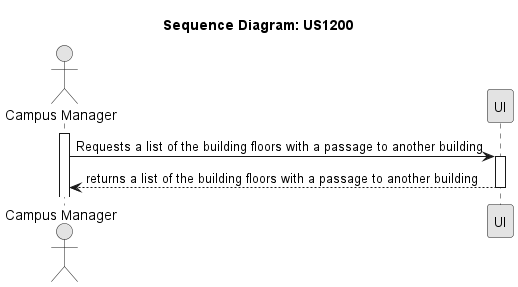 Sequence Diagram: US1200
Campus Manager
UI
Requests a list of the building floors with a passage to another building
returns a list of the building floors with a passage to another building
Campus Manager
UI